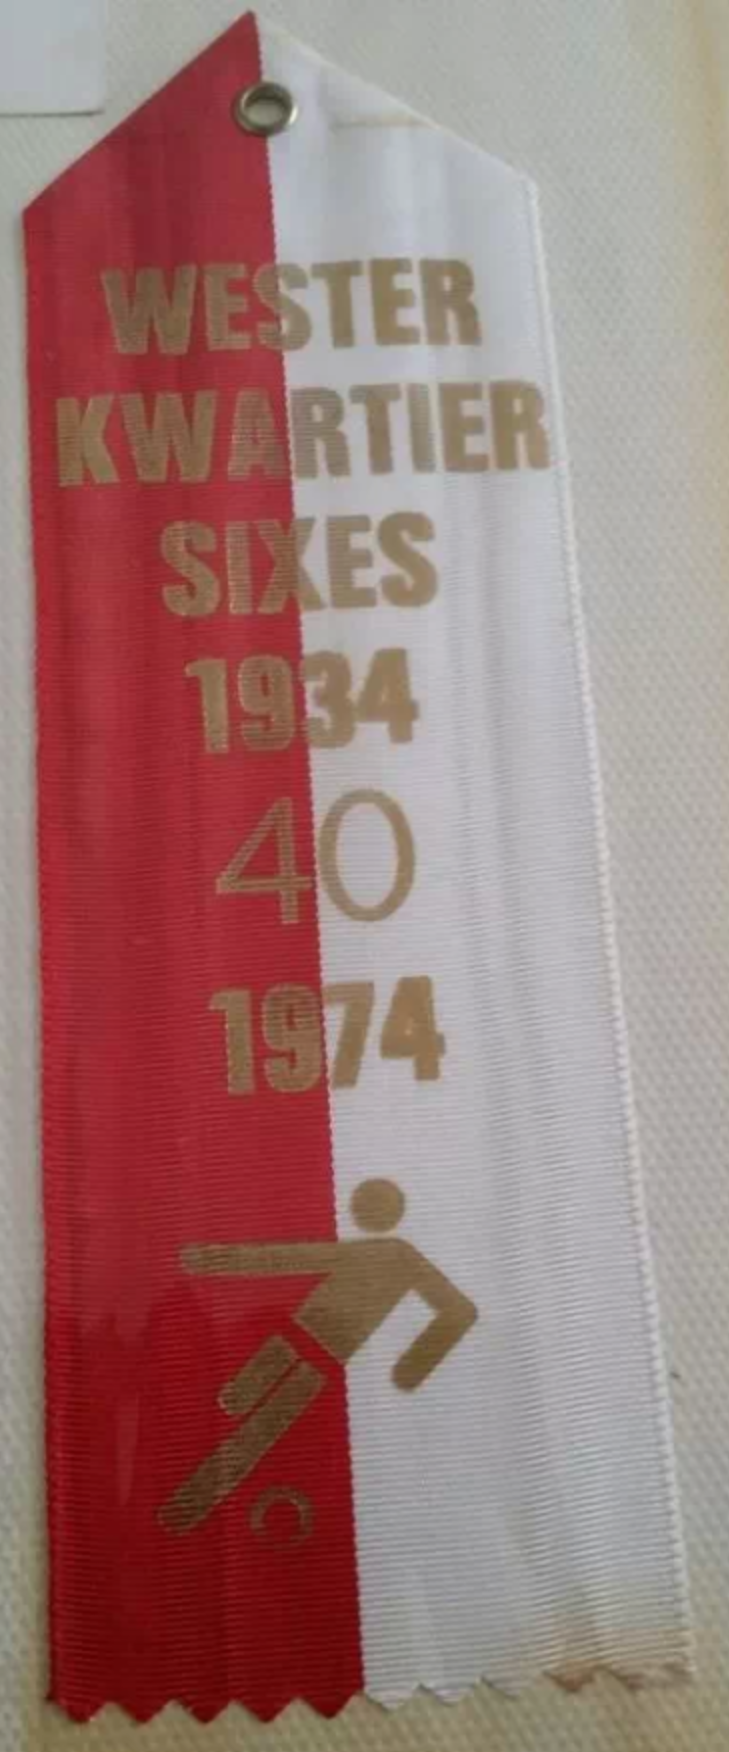 WESTER
KWARTIER
SIXES
1934
40
1974